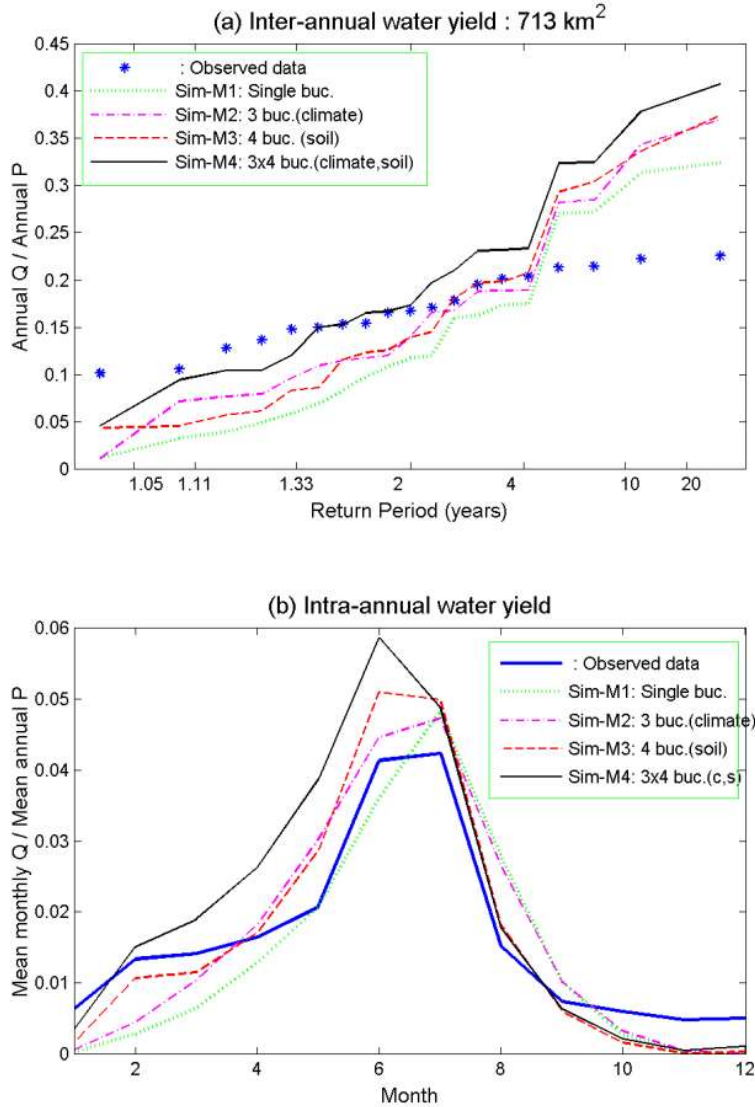 (a) Inter-annual water yield : 713 km²
0.45
0.4
0.35
0.3
0.25
0.2
0.15
0.1
0.05
0
Annual Q / Annual P
: Observed data
Sim-M1: Single buc.
Sim-M2: 3 buc.(climate)
Sim-M3: 4 buc. (soil)
Sim-M4: 3x4 buc.(climate,soil)
1.05 1.11 1.33 2 4 10 20
Return Period (years)
(b) Intra-annual water yield
0.06
0.05
0.04
0.03
0.02
0.01
0
Mean monthly Q / Mean annual P
: Observed data
Sim-M1: Single buc.
Sim-M2: 3 buc.(climate)
Sim-M3: 4 buc.(soil)
Sim-M4: 3x4 buc.(c,s)
2 4 6 8 10 12
Month